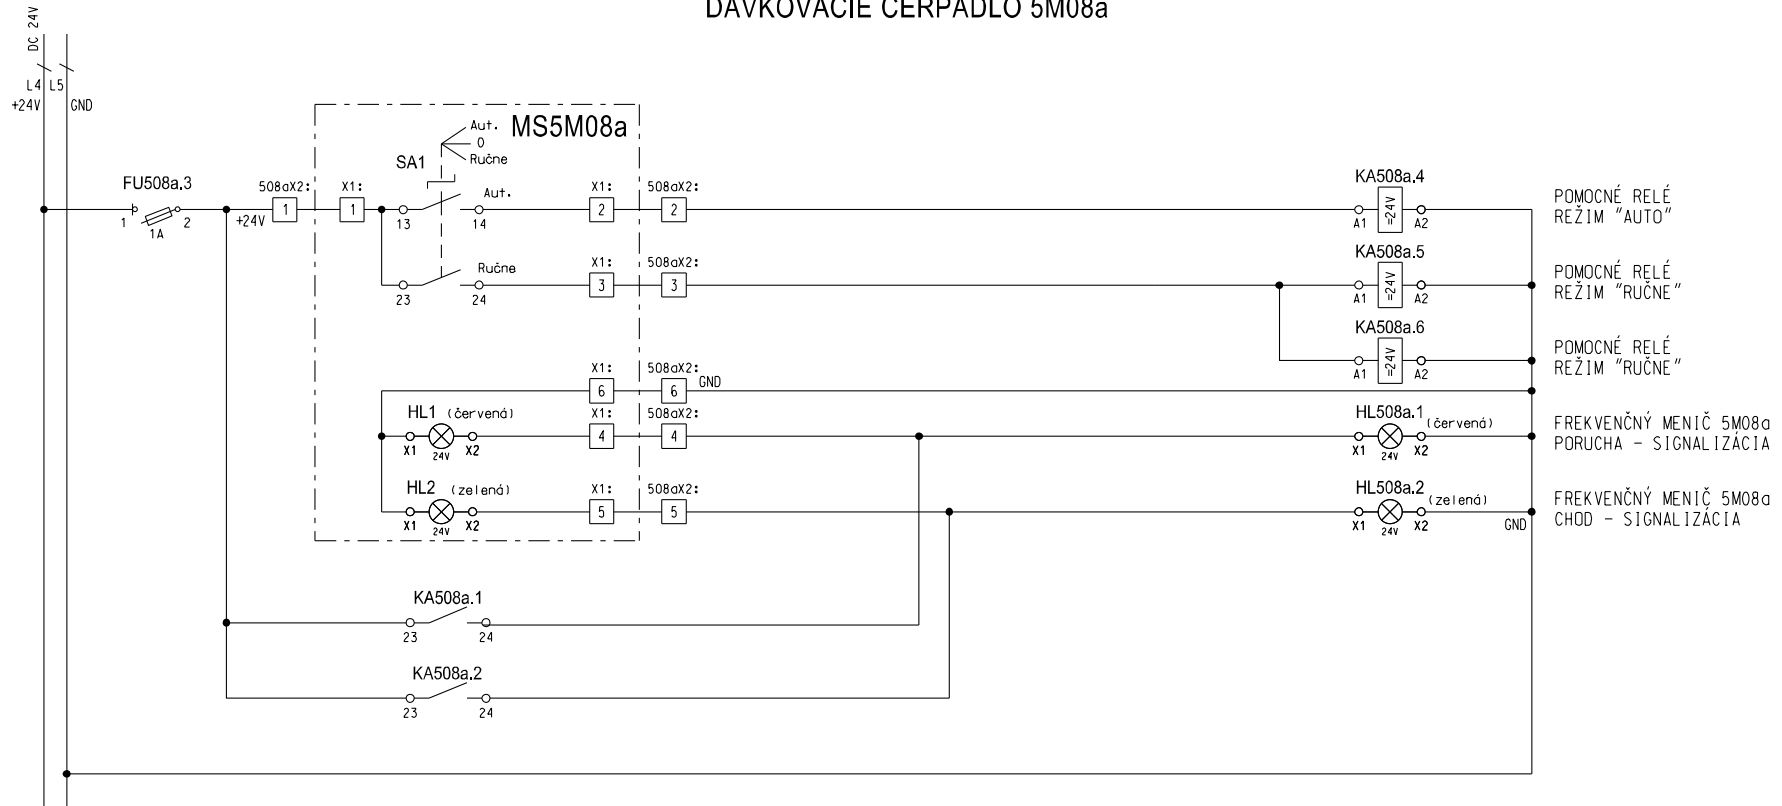 DÁVKOVACIE ČERPADLO 5M08a
DC 24V
L4 L5
+24V GND
MS5M08a
Aut.
0
Ručne
SA1
FU508a.3
1 2
1A
+24V
508aX2:
1
X1:
1
13 14
Aut.
X1:
2
508aX2:
2
KA508a.4
A1 =24V A2
POMOCNÉ RELÉ
REŽIM "AUTO"
23 24
Ručne
X1:
3
508aX2:
3
KA508a.5
A1 =24V A2
POMOCNÉ RELÉ
REŽIM "RUČNE"
KA508a.6
A1 =24V A2
POMOCNÉ RELÉ
REŽIM "RUČNE"
X1:
6
508aX2:
6
GND
HL1 (červená)
X1 24V X2
X1:
4
508aX2:
4
HL508a.1 (červená)
X1 24V X2
FREKVENČNÝ MENIČ 5M08a
PORUCHA - SIGNALIZÁCIA
HL2 (zelená)
X1 24V X2
X1:
5
508aX2:
5
HL508a.2 (zelená)
X1 24V X2
GND
FREKVENČNÝ MENIČ 5M08a
CHOD - SIGNALIZÁCIA
KA508a.1
23 24
KA508a.2
23 24